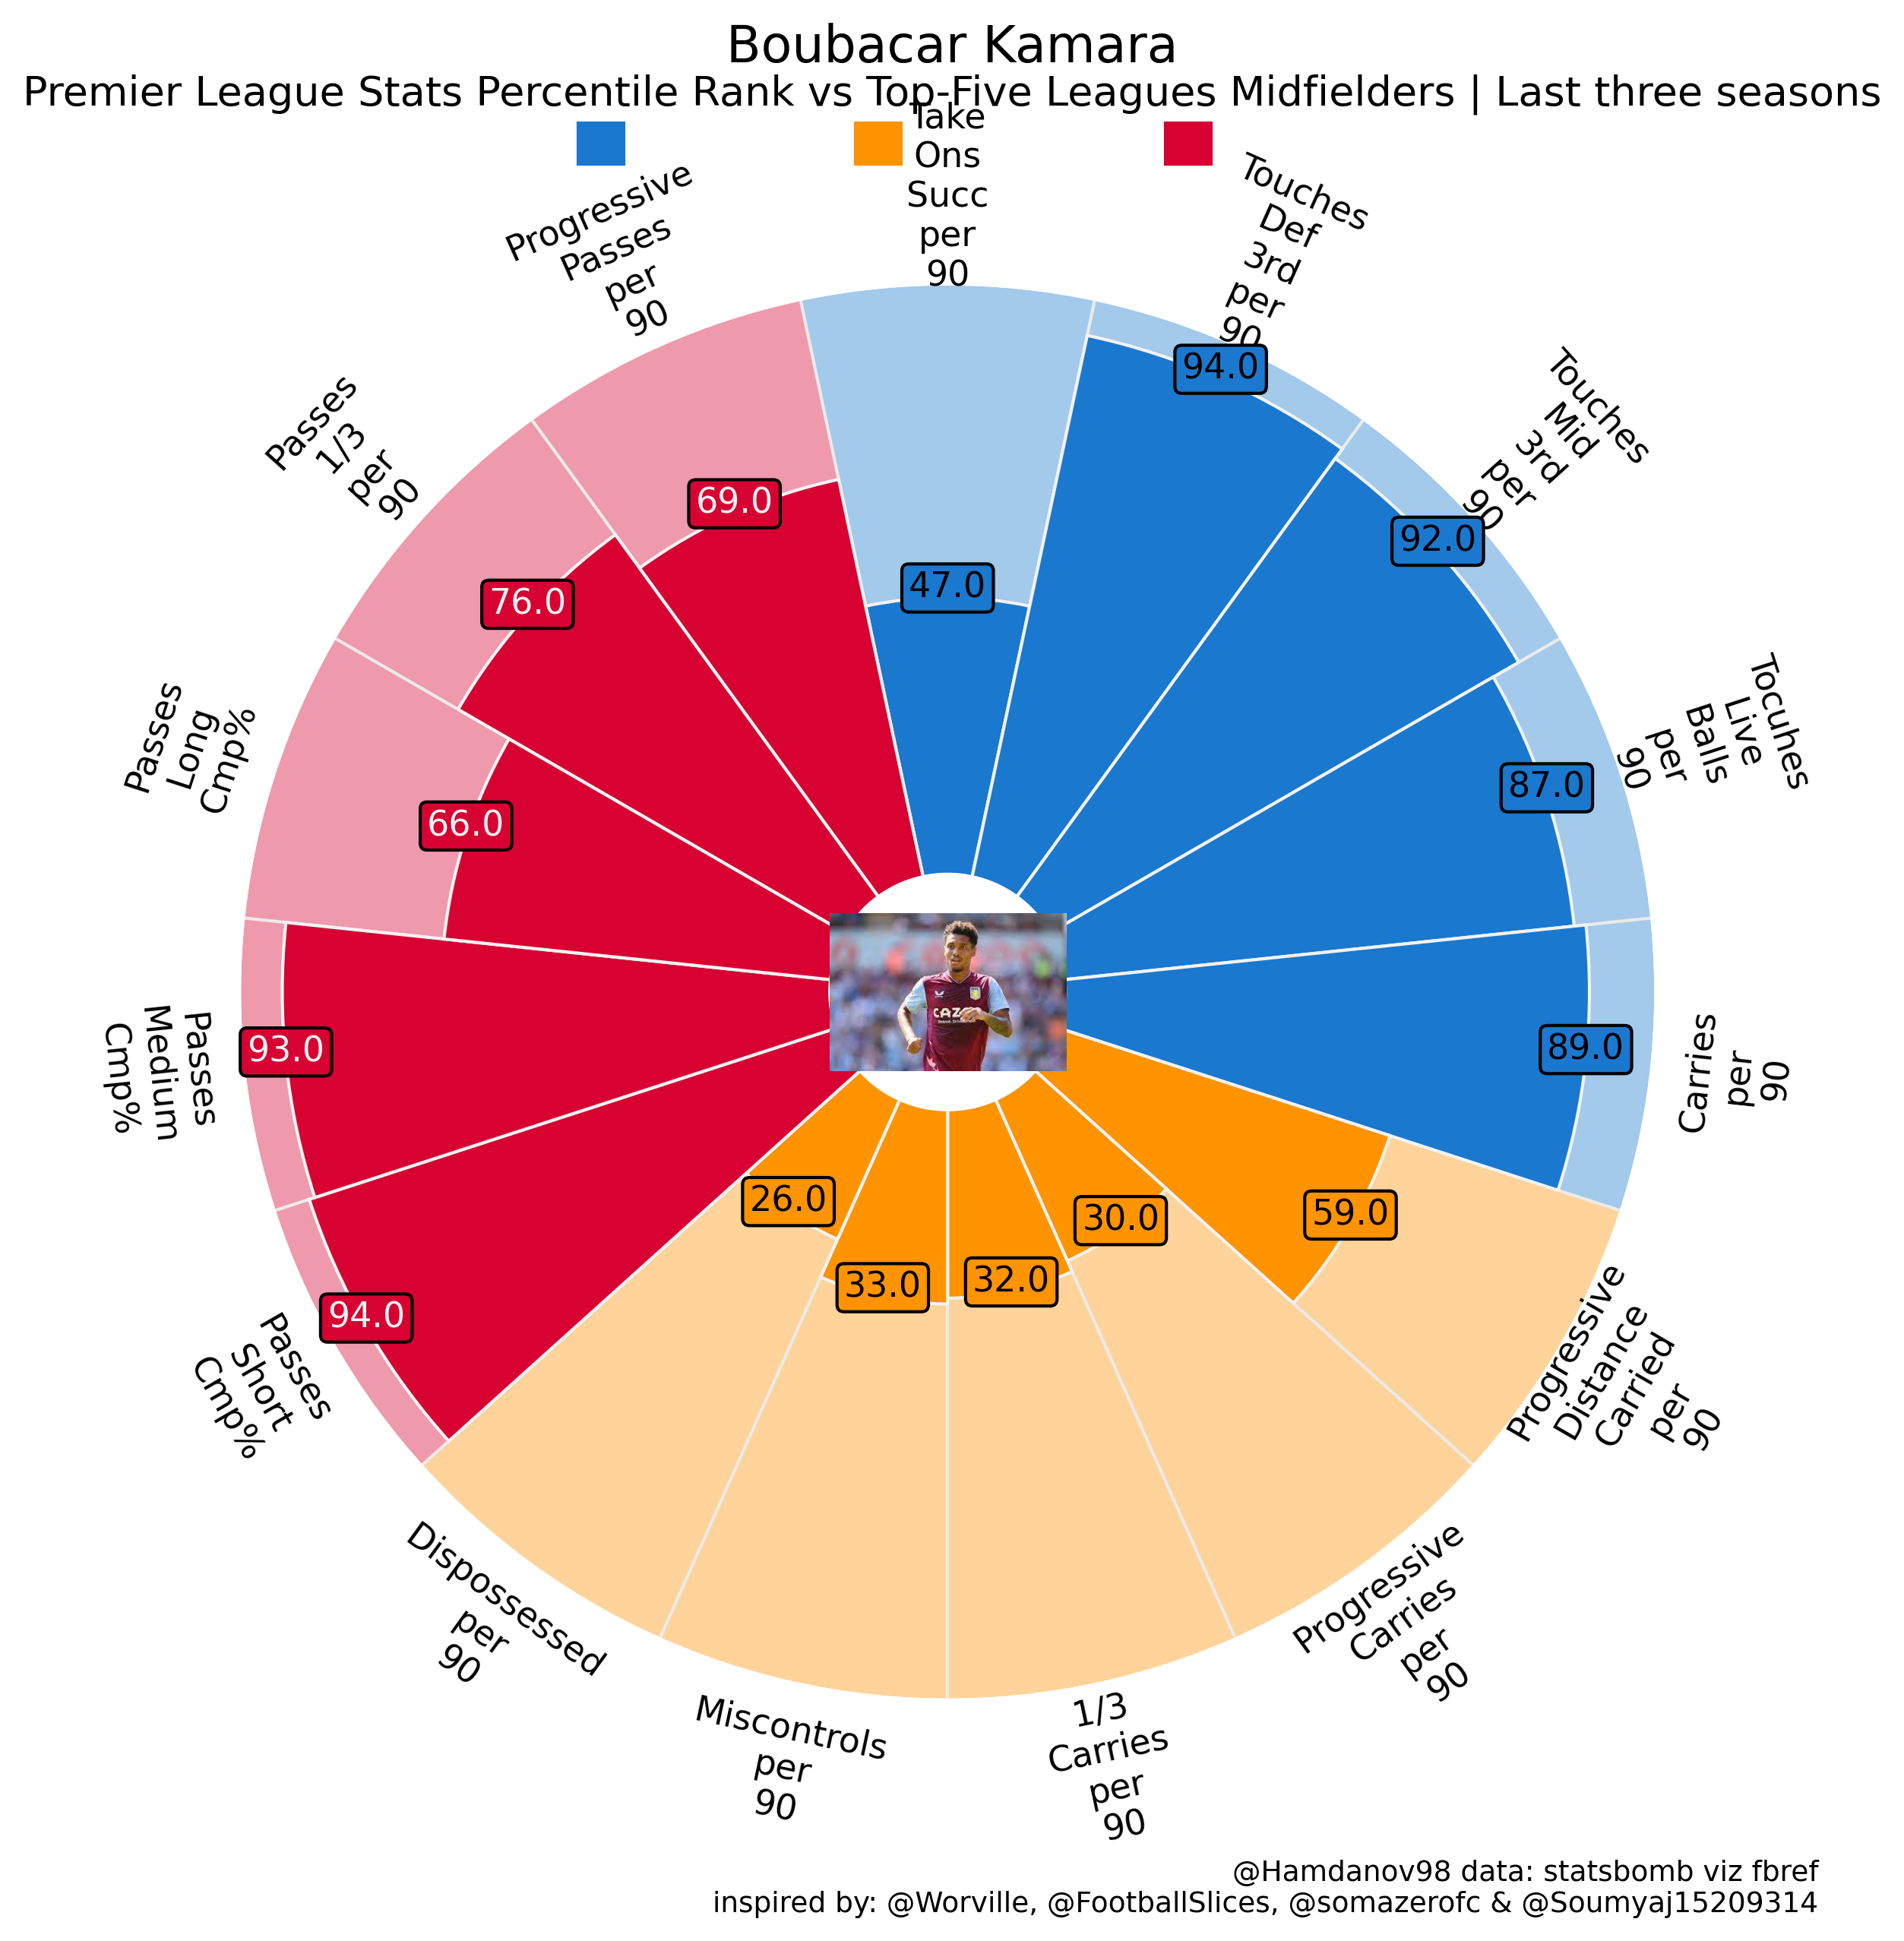 Boubacar Kamara
Premier League Stats Percentile Rank vs Top-Five Leagues Midfielders | Last three seasons
Take
Ons
Succ
per
90
47.0
Touches
Def
3rd
per
90
94.0
Touches
Mid
3rd
per
90
92.0
Tocuhes
Live
Balls
per
90
87.0
Carries
per
90
89.0
Progressive
Distance
Carried
per
90
59.0
Progressive
Carries
per
90
30.0
1/3
Carries
per
90
32.0
Miscontrols
per
90
33.0
Dispossessed
per
90
26.0
Passes
Short
Cmp%
94.0
Passes
Medium
Cmp%
93.0
Passes
Long
Cmp%
66.0
Passes
1/3
per
90
76.0
Progressive
Passes
per
90
69.0
CAZOO
@Hamdanov98 data: statsbomb viz fbref
inspired by: @Worville, @FootballSlices, @somazerofc & @Soumyaj15209314